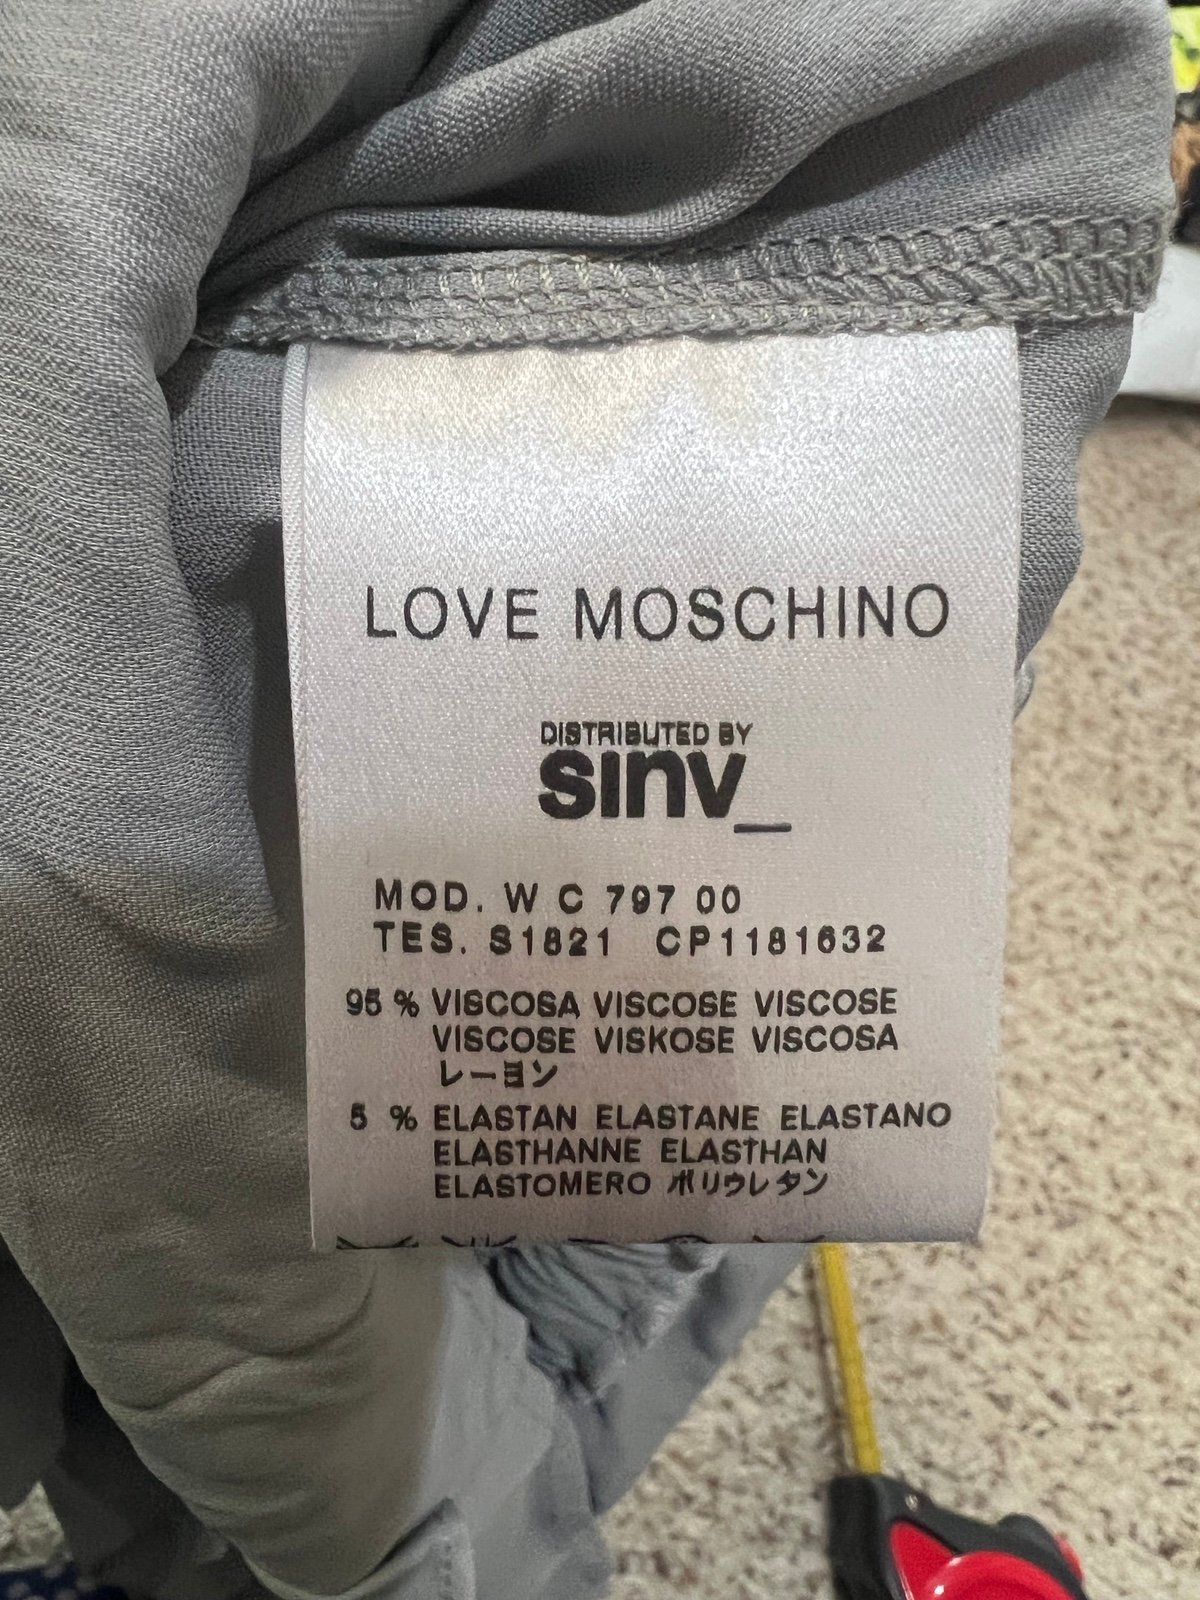 LOVE MOSCHINO
DISTRIBUTED BY
sınv_
MOD. W C 797 00
TES. S1821 CP1181632
95 % VISCOSA VISCOSE VISCOSE
VISCOSE VISKOSE VISCOSA
レーヨン
5 % ELASTAN ELASTANE ELASTANO
ELASTHANNE ELASTHAN
ELASTOMERO ポリウレタン